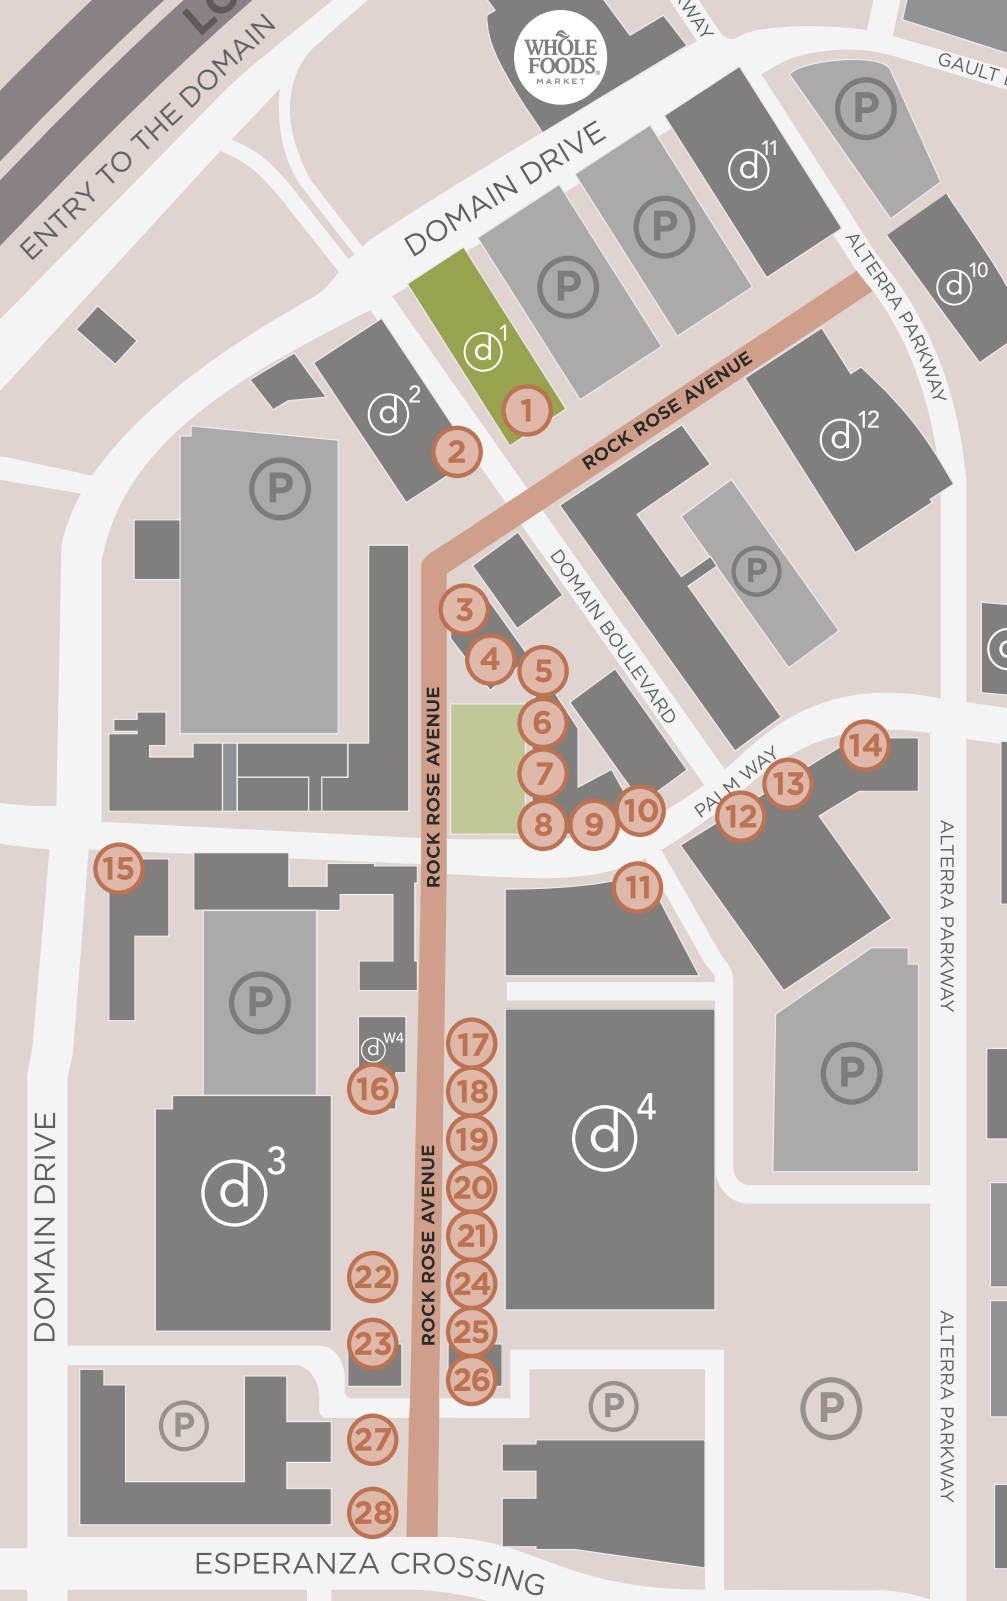 LO
WAY
WHOLE
FOODS®
MARKET
GAULT
ENTRY TO THE DOMAIN
DOMAIN DRIVE
P
d11
P
d10
ALTERRA PARKWAY
P
d1
1
d2
2
ROCK ROSE AVENUE
d12
P
P
DOMAIN BOULEVARD
3
4
5
6
7
8
9
10
ROCK ROSE AVENUE
PALM WAY
12
13
14
11
15
ALTERRA PARKWAY
P
dW4
16
17
18
19
20
21
24
25
26
P
d4
d3
DOMAIN DRIVE
ROCK ROSE AVENUE
22
23
ALTERRA PARKWAY
P
P
P
27
28
ESPERANZA CROSSING